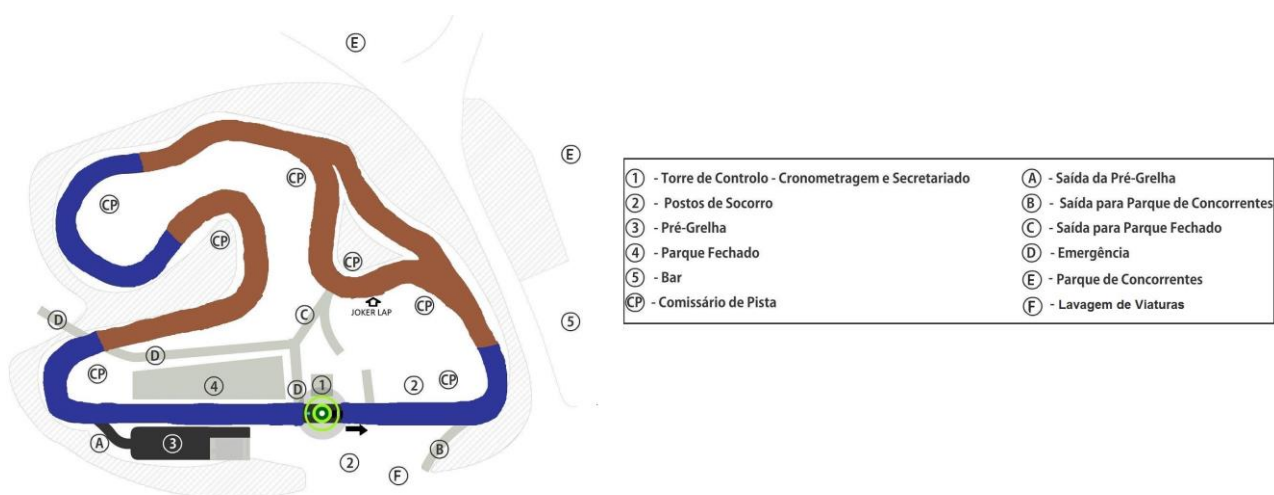 E
E
CP
CP
CP
CP
D
C
JOKER LAP
CP
5
D
CP
4
D
1
2
CP
A
3
2
F
B
1 - Torre de Controlo - Cronometragem e Secretariado
2 - Postos de Socorro
3 - Pré-Grelha
4 - Parque Fechado
5 - Bar
CP - Comissário de Pista
A - Saída da Pré-Grelha
B - Saída para Parque de Concorrentes
C - Saída para Parque Fechado
D - Emergência
E - Parque de Concorrentes
F - Lavagem de Viaturas